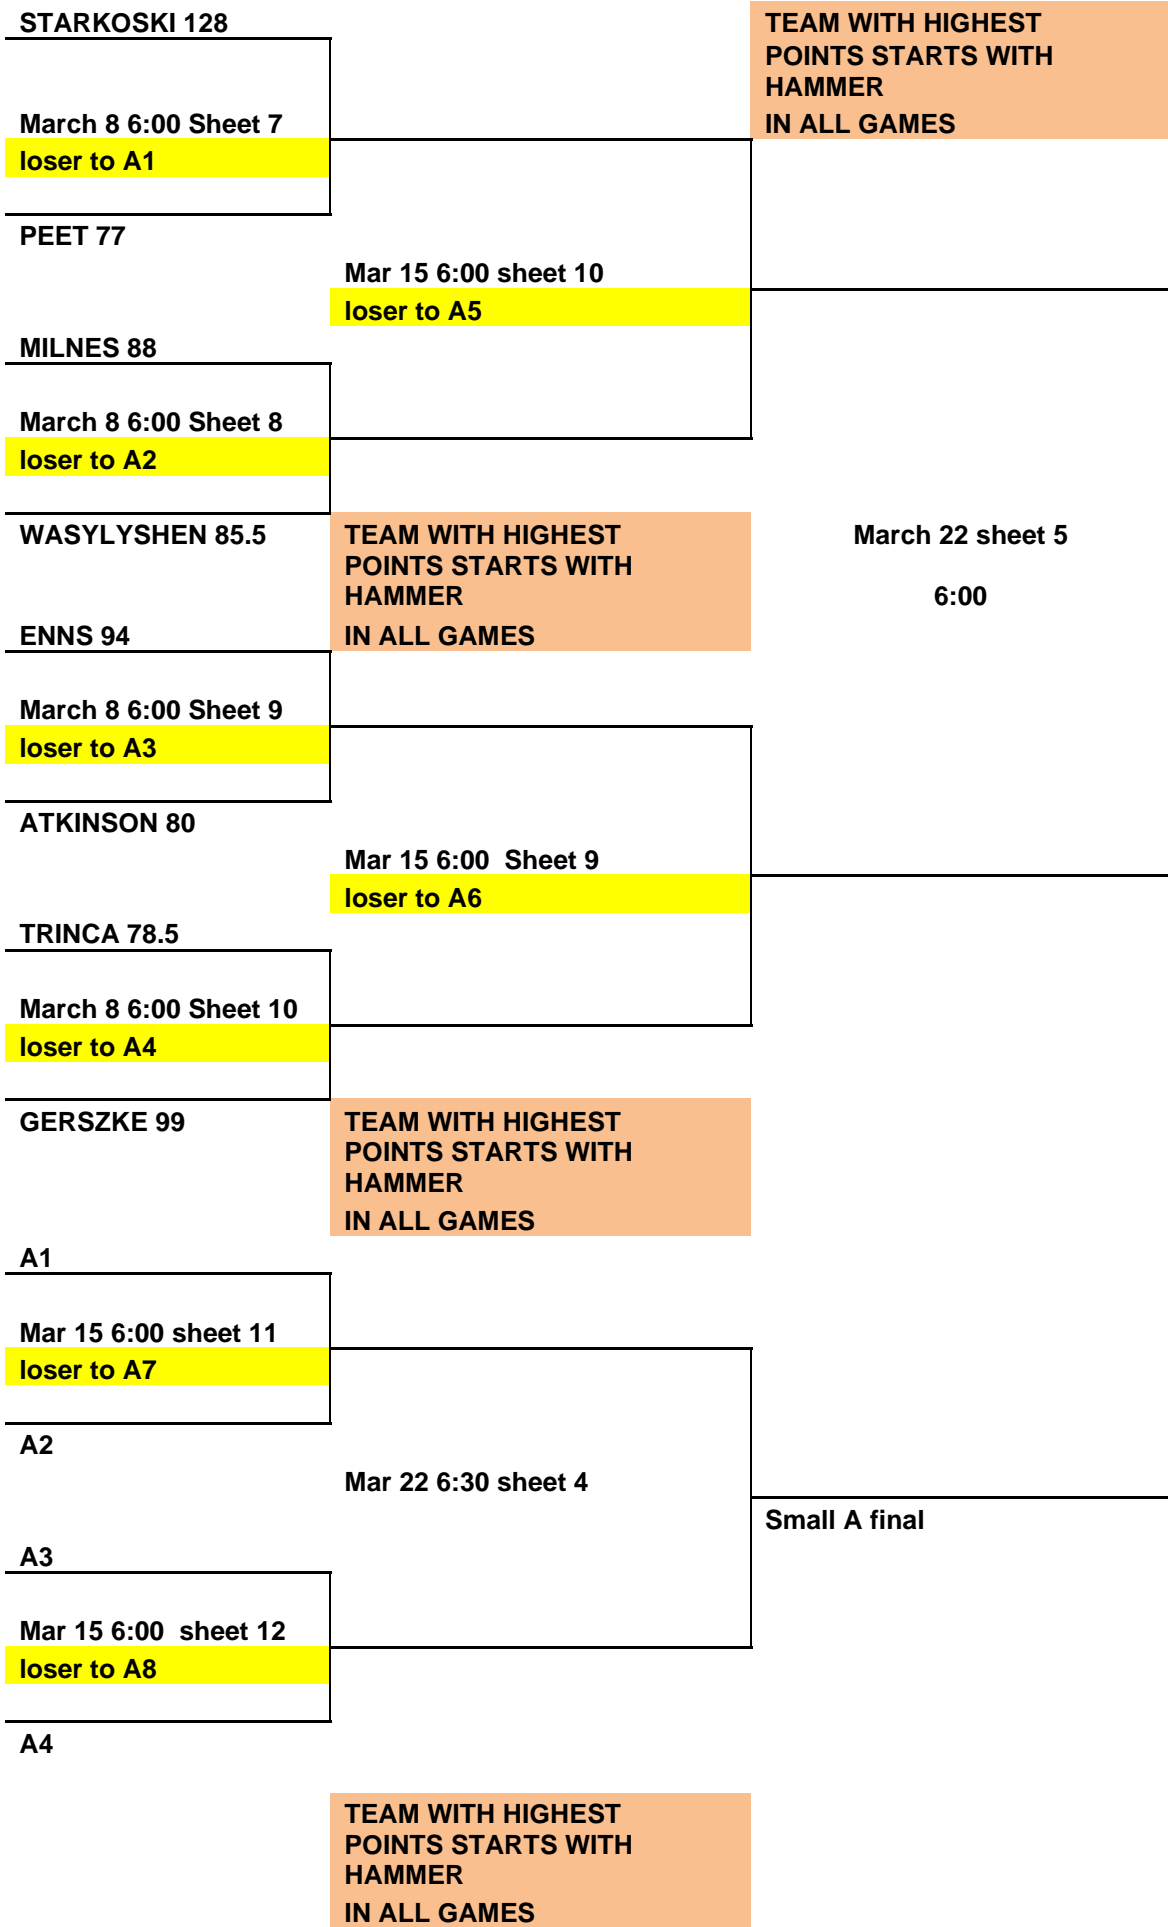 STARKOSKI 128
TEAM WITH HIGHEST
POINTS STARTS WITH
HAMMER
IN ALL GAMES
March 8 6:00 Sheet 7
loser to A1
PEET 77
Mar 15 6:00 sheet 10
loser to A5
MILNES 88
March 8 6:00 Sheet 8
loser to A2
WASYLYSHEN 85.5
TEAM WITH HIGHEST
POINTS STARTS WITH
HAMMER
IN ALL GAMES
March 22 sheet 5
6:00
ENNS 94
March 8 6:00 Sheet 9
loser to A3
ATKINSON 80
Mar 15 6:00  Sheet 9
loser to A6
TRINCA 78.5
March 8 6:00 Sheet 10
loser to A4
GERSZKE 99
TEAM WITH HIGHEST
POINTS STARTS WITH
HAMMER
IN ALL GAMES
A1
Mar 15 6:00 sheet 11
loser to A7
A2
Mar 22 6:30 sheet 4
Small A final
A3
Mar 15 6:00  sheet 12
loser to A8
A4
TEAM WITH HIGHEST
POINTS STARTS WITH
HAMMER
IN ALL GAMES